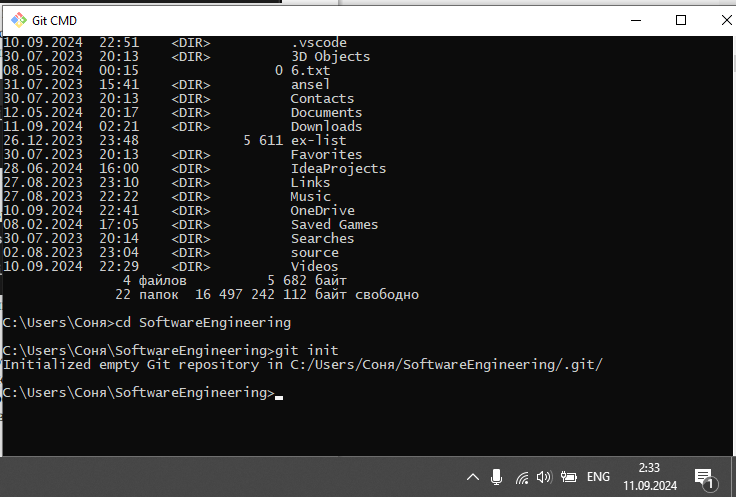 Git CMD
10.09.2024  22:51    <DIR>          .vscode
30.07.2023  20:13    <DIR>          3D Objects
08.05.2024  00:15                 0 6.txt
31.07.2023  15:41    <DIR>          ansel
30.07.2023  20:13    <DIR>          Contacts
12.05.2024  20:17    <DIR>          Documents
11.09.2024  02:21    <DIR>          Downloads
26.12.2023  23:48             5 611 ex-list
30.07.2023  20:13    <DIR>          Favorites
28.06.2024  16:00    <DIR>          IdeaProjects
27.08.2023  23:10    <DIR>          Links
27.08.2023  22:22    <DIR>          Music
10.09.2024  22:41    <DIR>          OneDrive
08.02.2024  17:05    <DIR>          Saved Games
30.07.2023  20:14    <DIR>          Searches
02.08.2023  23:04    <DIR>          source
10.09.2024  22:29    <DIR>          Videos
4 файлов          5 682 байт
22 папок  16 497 242 112 байт свободно
C:\Users\Соня>cd SoftwareEngineering
C:\Users\Соня\SoftwareEngineering>git init
Initialized empty Git repository in C:/Users/Соня/SoftwareEngineering/.git/
C:\Users\Соня\SoftwareEngineering>
ENG
2:33
11.09.2024
1